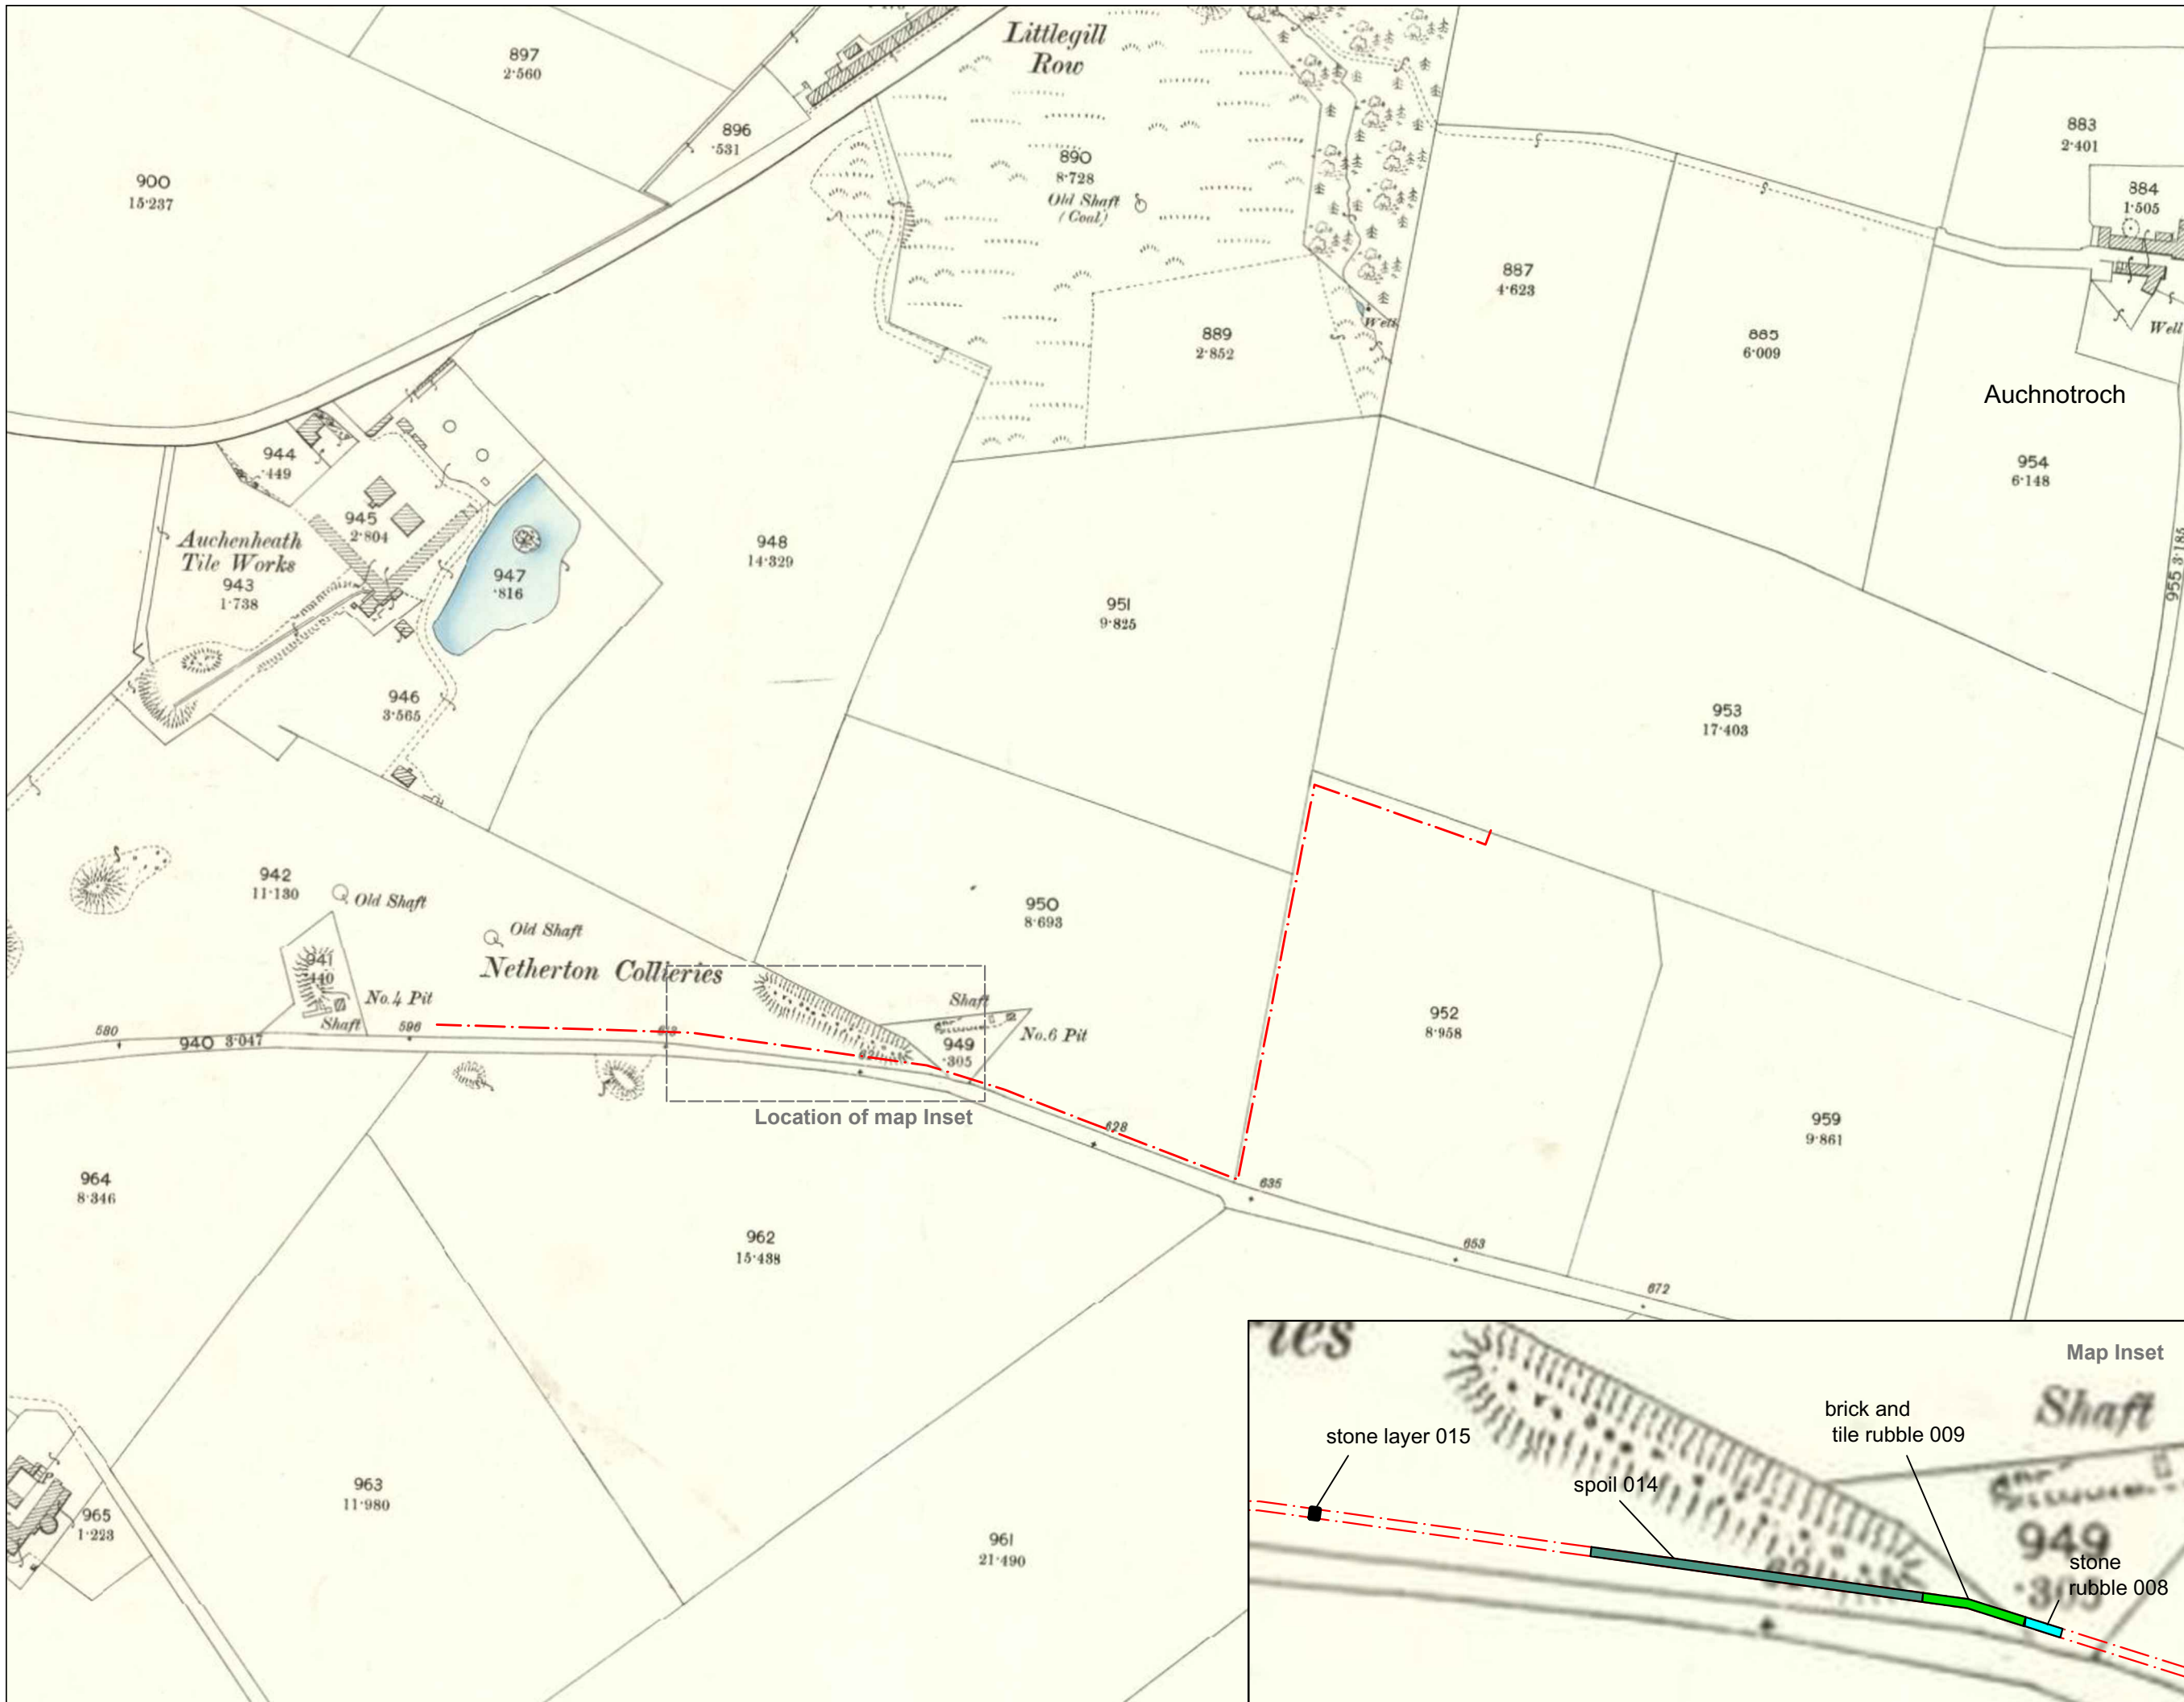 Littlegill
Row
897
2·560
896
·531
900
15·237
890
8·728
Old Shaft
(Coal)
883
2·401
884
1·505
Well
887
4·623
885
6·009
889
2·852
Well
Auchnotroch
954
6·148
955 3·185
944
·449
945
2·804
Auchenheath
Tile Works
943
1·738
947
·816
948
14·329
951
9·825
946
3·565
953
17·403
942
11·130
Old Shaft
Old Shaft
Netherton Collieries
950
8·693
941
·440
No. 4 Pit
Shaft
Shaft
No. 6 Pit
949
·305
952
8·958
580
940 3·047
596
613
621
628
635
653
672
Location of map Inset
959
9·861
964
8·346
962
15·438
963
11·980
965
1·223
961
21·490
ies
Map Inset
Shaft
brick and
tile rubble 009
stone layer 015
spoil 014
949
·305
stone
rubble 008
621